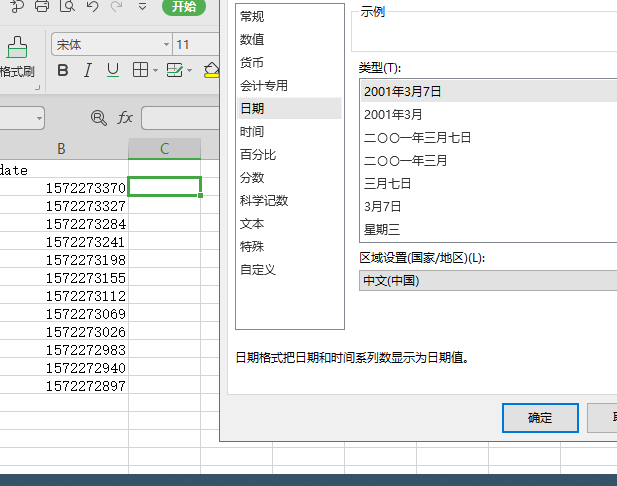 开始
格式刷
宋体
11
B I U
fx
B C
date
1572273370
1572273327
1572273284
1572273241
1572273198
1572273155
1572273112
1572273069
1572273026
1572272983
1572272940
1572272897
常规
数值
货币
会计专用
日期
时间
百分比
分数
科学记数
文本
特殊
自定义
示例
类型(T):
2001年3月7日
2001年3月
二〇〇一年三月七日
二〇〇一年三月
三月七日
3月7日
星期三
区域设置(国家/地区)(L):
中文(中国)
日期格式把日期和时间系列数显示为日期值。
确定